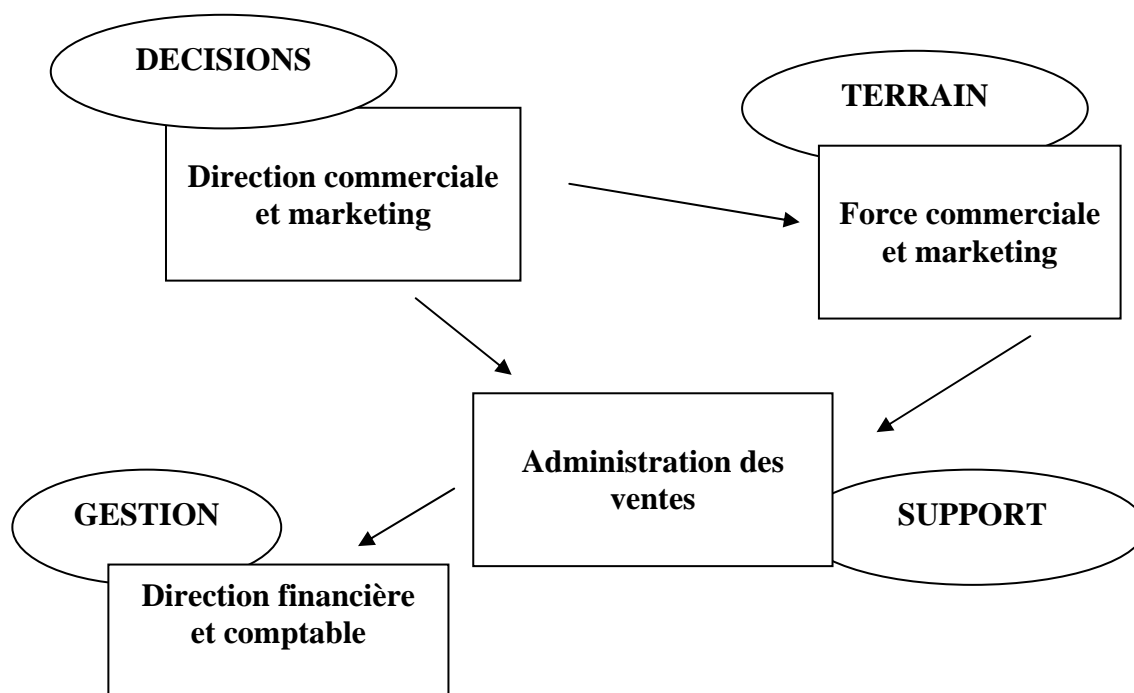 DECISIONS
Direction commerciale
et marketing
TERRAIN
Force commerciale
et marketing
Administration des
ventes
SUPPORT
GESTION
Direction financière
et comptable